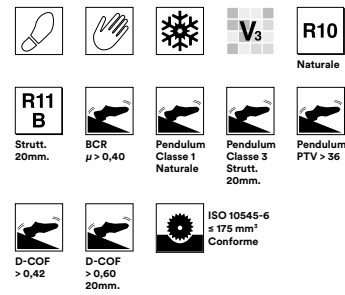 V3
R10
Naturale
R11
B
Strutt.
20mm.
BCR
μ > 0,40
Pendulum
Classe 1
Naturale
Pendulum
Classe 3
Strutt.
20mm.
Pendulum
PTV > 36
D-COF
> 0,42
D-COF
> 0,60
20mm.
ISO 10545-6
≤ 175 mm³
Conforme